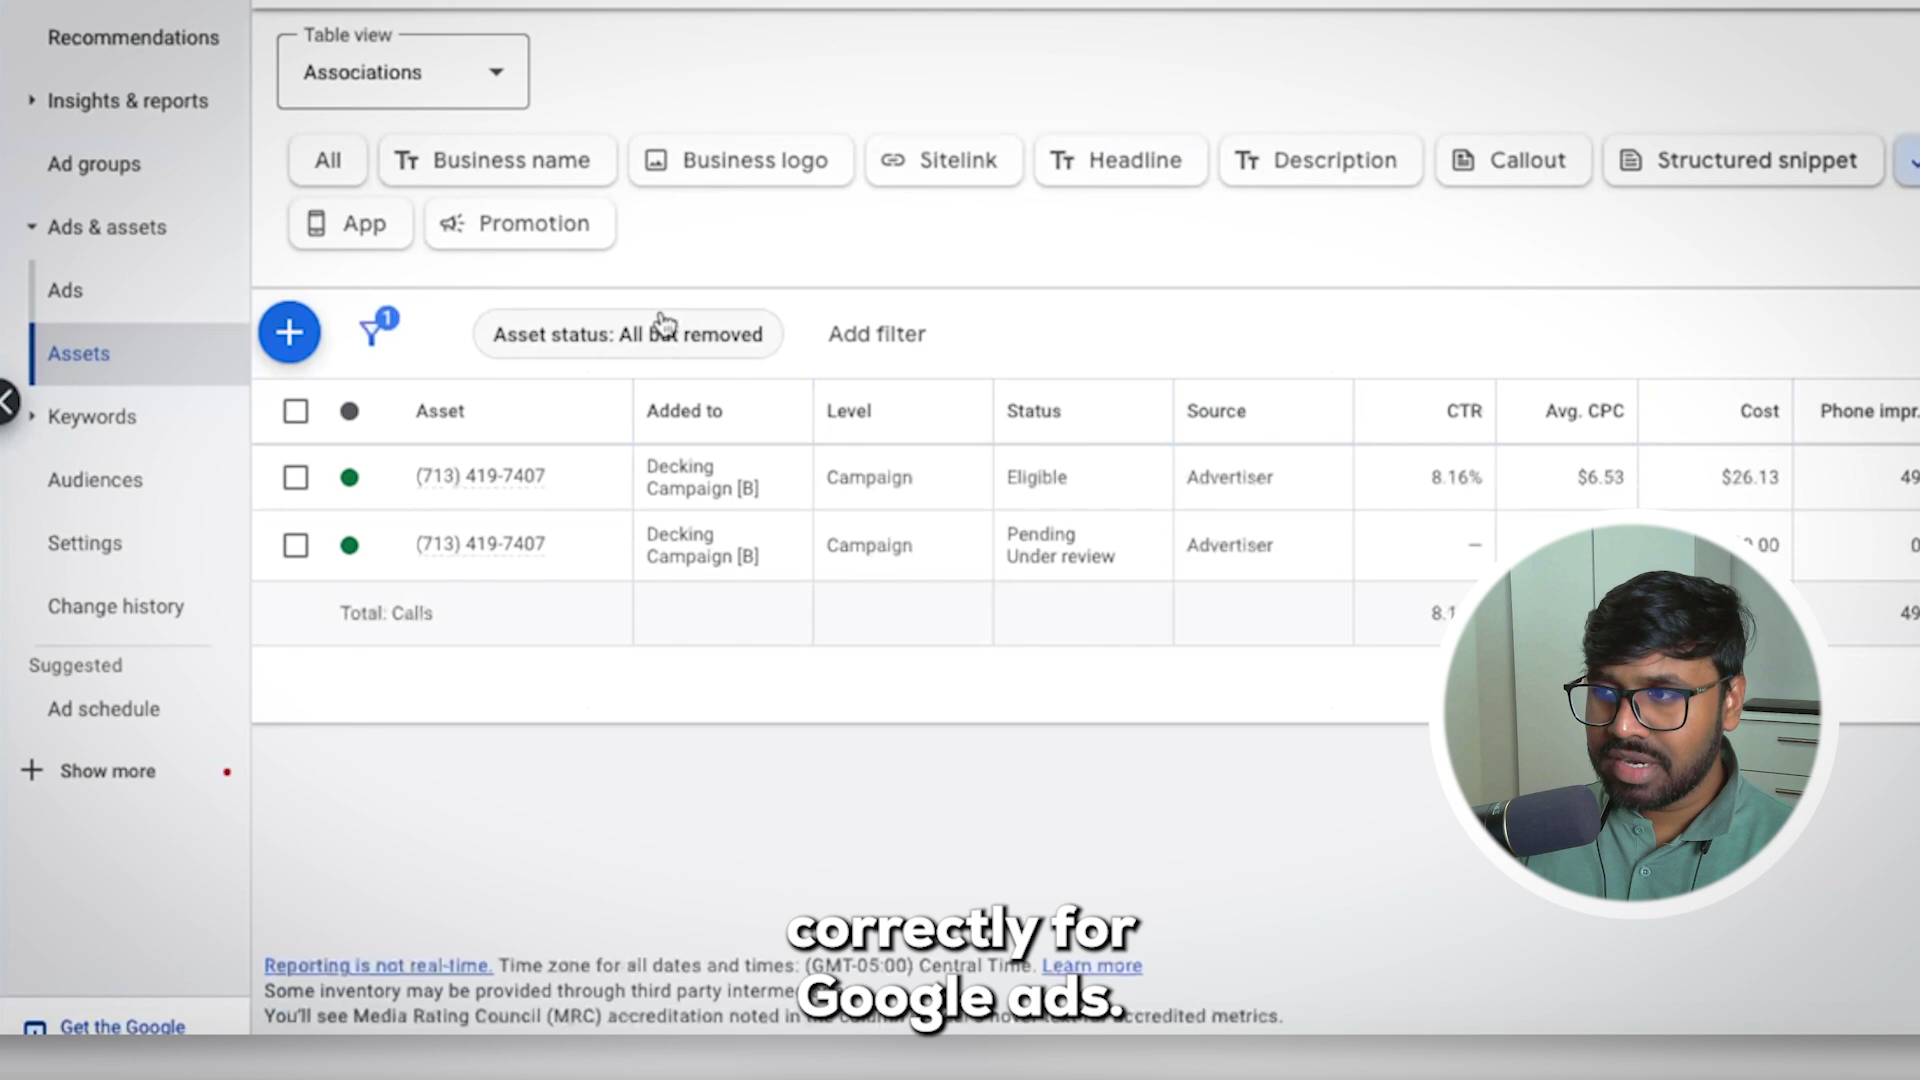 Recommendations
Insights & reports
Ad groups
Ads & assets
Ads
Assets
Keywords
Audiences
Settings
Change history
Suggested
Ad schedule
Show more
Get the Google
Table view
Associations
All
Business name
Business logo
Sitelink
Headline
Description
Callout
Structured snippet
App
Promotion
1
Asset status: All but removed
Add filter
Asset Added to Level Status Source CTR Avg. CPC Cost Phone impr.
(713) 419-7407 Decking Campaign [B] Campaign Eligible Advertiser 8.16% $6.53 $26.13 49
(713) 419-7407 Decking Campaign [B] Campaign Pending Under review Advertiser – 00 0
Total: Calls 8.1 49
Reporting is not real-time. Time zone for all dates and times: (GMT-05:00) Central Time. Learn more
Some inventory may be provided through third party
You'll see Media Rating Council (MRC) accreditation noted in accredited metrics.
correctly for
Google ads.